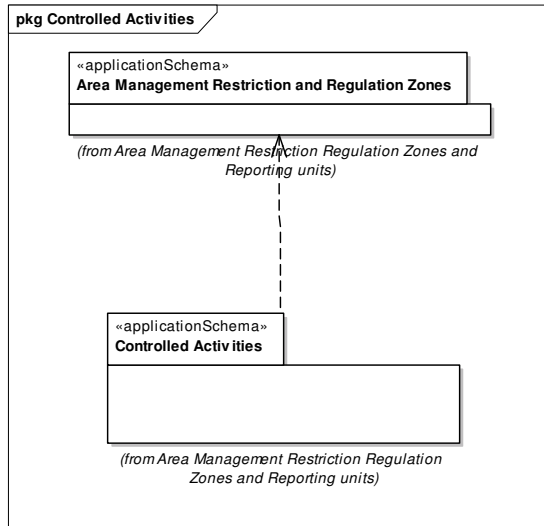 pkg Controlled Activities
«applicationSchema»
Area Management Restriction and Regulation Zones
(from Area Management Restriction Regulation Zones and
Reporting units)
«applicationSchema»
Controlled Activities
(from Area Management Restriction Regulation
Zones and Reporting units)